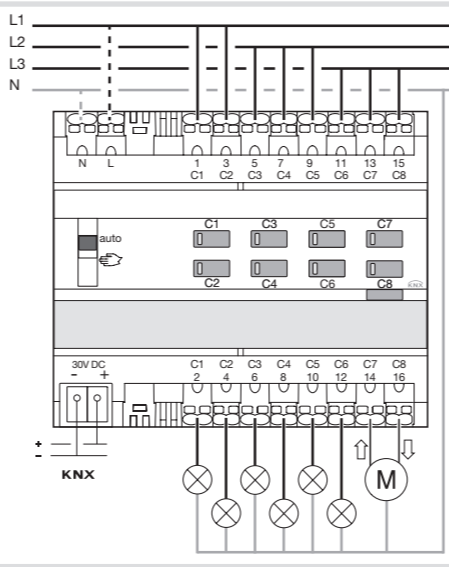 L1
L2
L3
N
N L 1 3 5 7 9 11 13 15
C1 C2 C3 C4 C5 C6 C7 C8
auto
C1 C3 C5 C7
C2 C4 C6 C8 KNX
30V DC C1 C2 C3 C4 C5 C6 C7 C8
- + 2 4 6 8 10 12 14 16
+
-
KNX
M